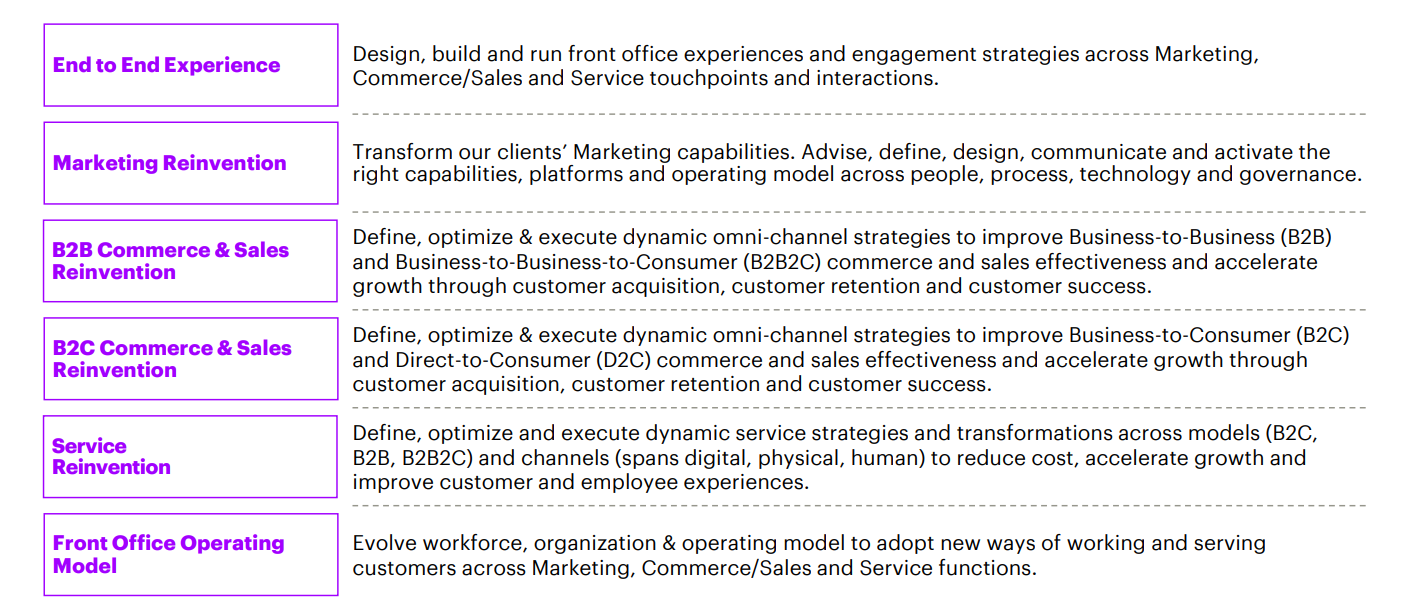 End to End Experience
Design, build and run front office experiences and engagement strategies across Marketing,
Commerce/Sales and Service touchpoints and interactions.
Marketing Reinvention
Transform our clients’ Marketing capabilities. Advise, define, design, communicate and activate the
right capabilities, platforms and operating model across people, process, technology and governance.
B2B Commerce & Sales
Reinvention
Define, optimize & execute dynamic omni-channel strategies to improve Business-to-Business (B2B)
and Business-to-Business-to-Consumer (B2B2C) commerce and sales effectiveness and accelerate
growth through customer acquisition, customer retention and customer success.
B2C Commerce & Sales
Reinvention
Define, optimize & execute dynamic omni-channel strategies to improve Business-to-Consumer (B2C)
and Direct-to-Consumer (D2C) commerce and sales effectiveness and accelerate growth through
customer acquisition, customer retention and customer success.
Service
Reinvention
Define, optimize and execute dynamic service strategies and transformations across models (B2C,
B2B, B2B2C) and channels (spans digital, physical, human) to reduce cost, accelerate growth and
improve customer and employee experiences.
Front Office Operating
Model
Evolve workforce, organization & operating model to adopt new ways of working and serving
customers across Marketing, Commerce/Sales and Service functions.